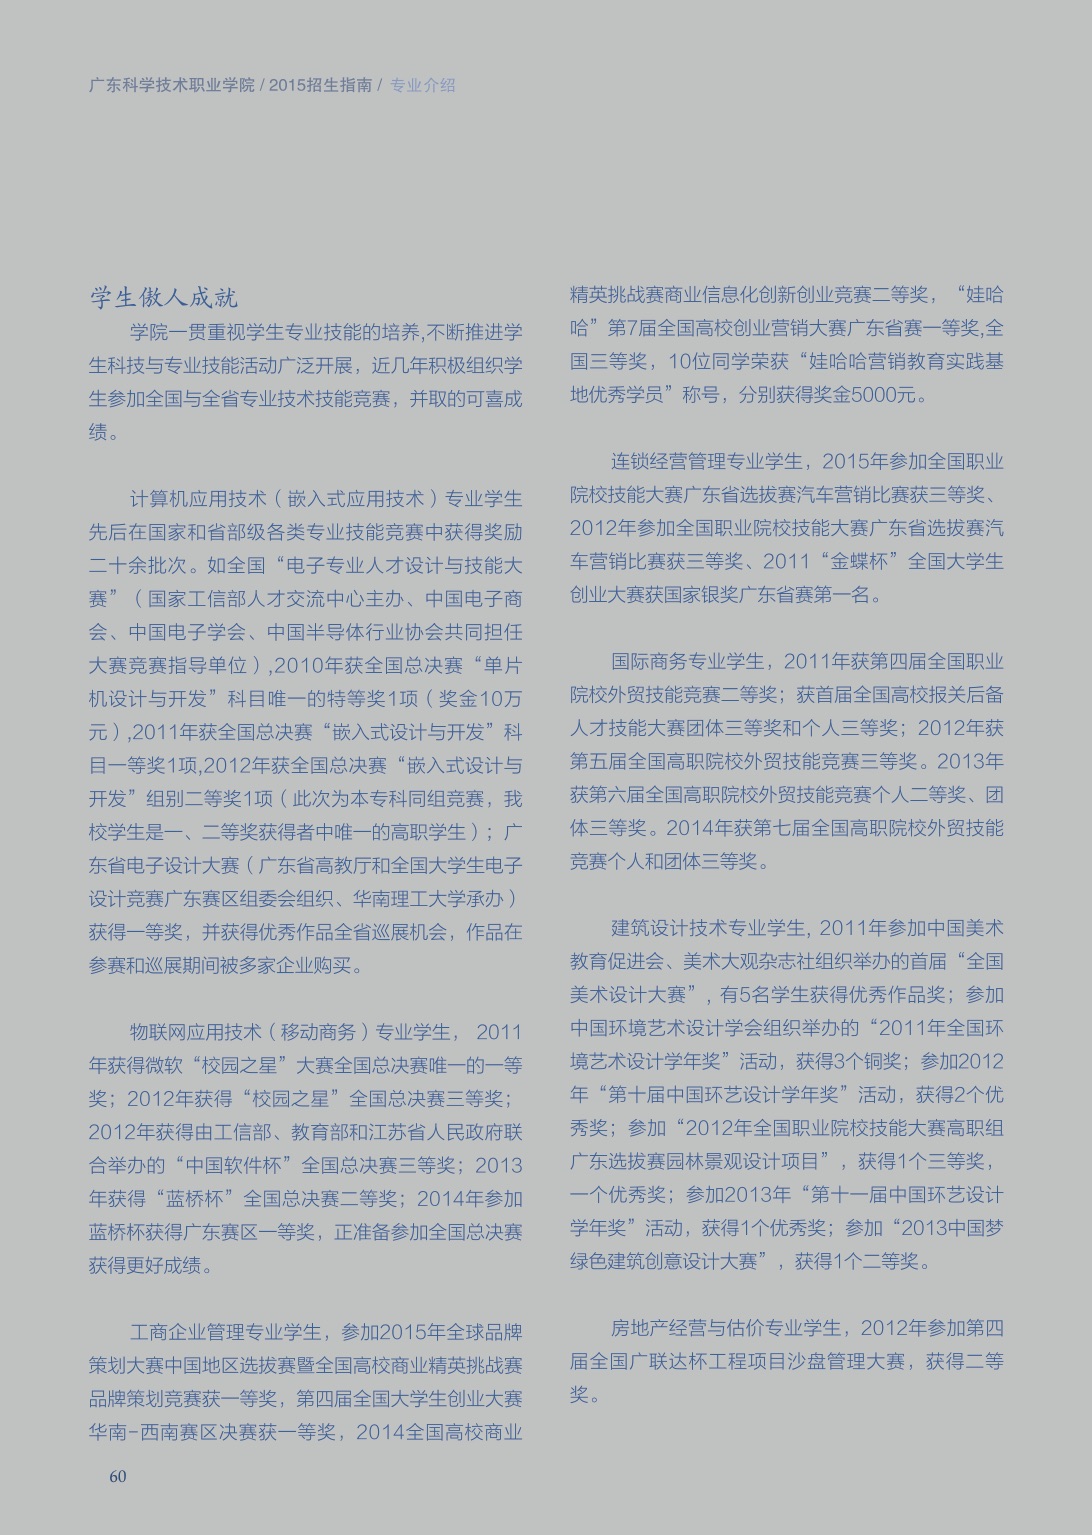 广东科学技术职业学院 / 2015招生指南 / 专业介绍
学生傲人成就
学院一贯重视学生专业技能的培养,不断推进学
生科技与专业技能活动广泛开展，近几年积极组织学
生参加全国与全省专业技术技能竞赛，并取的可喜成
绩。
计算机应用技术（嵌入式应用技术）专业学生
先后在国家和省部级各类专业技能竞赛中获得奖励
二十余批次。如全国“电子专业人才设计与技能大
赛”（国家工信部人才交流中心主办、中国电子商
会、中国电子学会、中国半导体行业协会共同担任
大赛竞赛指导单位）,2010年获全国总决赛“单片
机设计与开发”科目唯一的特等奖1项（奖金10万
元）,2011年获全国总决赛“嵌入式设计与开发”科
目一等奖1项,2012年获全国总决赛“嵌入式设计与
开发”组别二等奖1项（此次为本专科同组竞赛，我
校学生是一、二等奖获得者中唯一的高职学生）；广
东省电子设计大赛（广东省高教厅和全国大学生电子
设计竞赛广东赛区组委会组织、华南理工大学承办）
获得一等奖，并获得优秀作品全省巡展机会，作品在
参赛和巡展期间被多家企业购买。
物联网应用技术（移动商务）专业学生， 2011
年获得微软“校园之星”大赛全国总决赛唯一的一等
奖；2012年获得“校园之星”全国总决赛三等奖；
2012年获得由工信部、教育部和江苏省人民政府联
合举办的“中国软件杯”全国总决赛三等奖；2013
年获得“蓝桥杯”全国总决赛二等奖；2014年参加
蓝桥杯获得广东赛区一等奖，正准备参加全国总决赛
获得更好成绩。
工商企业管理专业学生，参加2015年全球品牌
策划大赛中国地区选拔赛暨全国高校商业精英挑战赛
品牌策划竞赛获一等奖，第四届全国大学生创业大赛
华南-西南赛区决赛获一等奖，2014全国高校商业
精英挑战赛商业信息化创新创业竞赛二等奖，“娃哈
哈”第7届全国高校创业营销大赛广东省赛一等奖,全
国三等奖，10位同学荣获“娃哈哈营销教育实践基
地优秀学员”称号，分别获得奖金5000元。
连锁经营管理专业学生，2015年参加全国职业
院校技能大赛广东省选拔赛汽车营销比赛获三等奖、
2012年参加全国职业院校技能大赛广东省选拔赛汽
车营销比赛获三等奖、2011“金蝶杯”全国大学生
创业大赛获国家银奖广东省赛第一名。
国际商务专业学生，2011年获第四届全国职业
院校外贸技能竞赛二等奖；获首届全国高校报关后备
人才技能大赛团体三等奖和个人三等奖；2012年获
第五届全国高职院校外贸技能竞赛三等奖。2013年
获第六届全国高职院校外贸技能竞赛个人二等奖、团
体三等奖。2014年获第七届全国高职院校外贸技能
竞赛个人和团体三等奖。
建筑设计技术专业学生, 2011年参加中国美术
教育促进会、美术大观杂志社组织举办的首届“全国
美术设计大赛”, 有5名学生获得优秀作品奖；参加
中国环境艺术设计学会组织举办的“2011年全国环
境艺术设计学年奖”活动，获得3个铜奖；参加2012
年“第十届中国环艺设计学年奖”活动，获得2个优
秀奖；参加“2012年全国职业院校技能大赛高职组
广东选拔赛园林景观设计项目”，获得1个三等奖，
一个优秀奖；参加2013年“第十一届中国环艺设计
学年奖”活动，获得1个优秀奖；参加“2013中国梦
绿色建筑创意设计大赛”，获得1个二等奖。
房地产经营与估价专业学生，2012年参加第四
届全国广联达杯工程项目沙盘管理大赛，获得二等
奖。
60